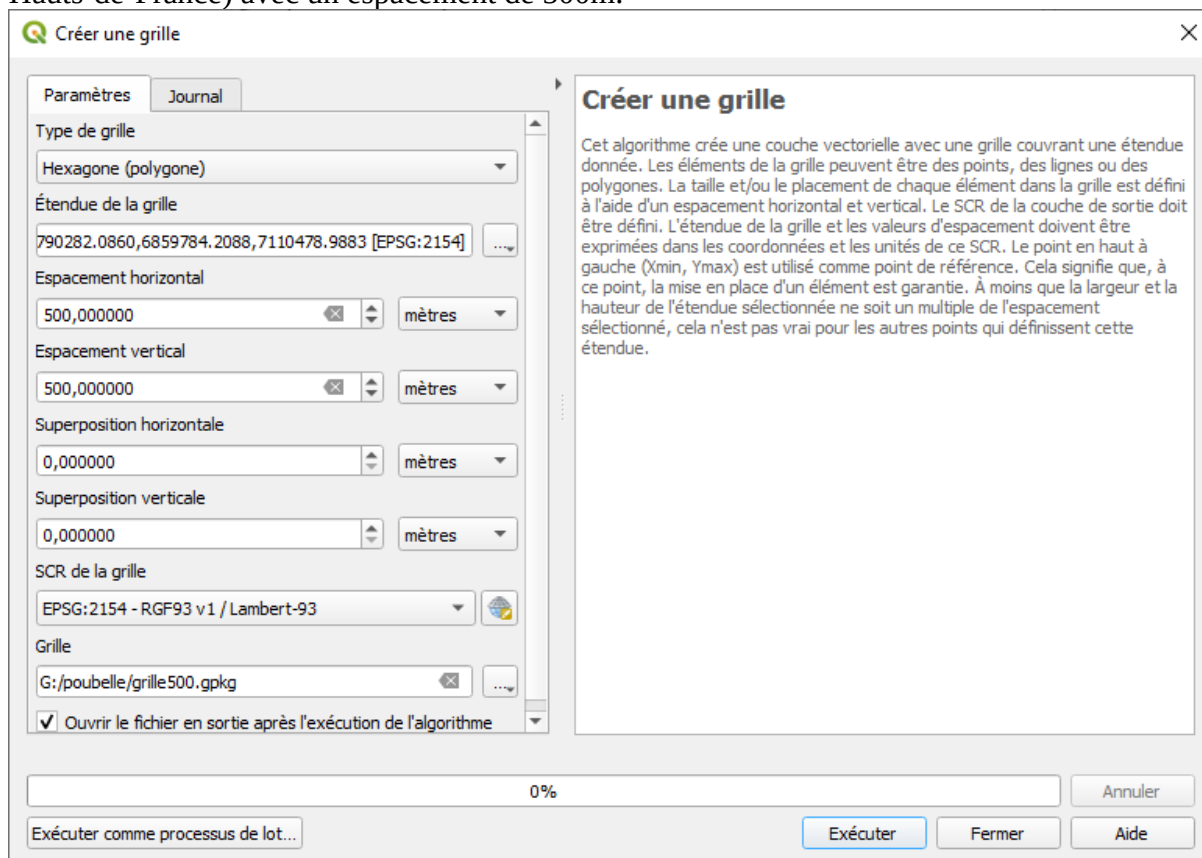 Hauts-de-France) avec un espacement de 500m.
Créer une grille
Paramètres
Journal
Type de grille
Hexagone (polygone)
Étendue de la grille
790282.0860,6859784.2088,7110478.9883 [EPSG:2154]
...
Espacement horizontal
500,000000
mètres
Espacement vertical
500,000000
mètres
Superposition horizontale
0,000000
mètres
Superposition verticale
0,000000
mètres
SCR de la grille
EPSG:2154 - RGF93 v1 / Lambert-93
Grille
G:/poubelle/grille500.gpkg
...
Ouvrir le fichier en sortie après l'exécution de l'algorithme
Créer une grille
Cet algorithme crée une couche vectorielle avec une grille couvrant une étendue
donnée. Les éléments de la grille peuvent être des points, des lignes ou des
polygones. La taille et/ou le placement de chaque élément dans la grille est défini
à l'aide d'un espacement horizontal et vertical. Le SCR de la couche de sortie doit
être défini. L'étendue de la grille et les valeurs d'espacement doivent être
exprimées dans les coordonnées et les unités de ce SCR. Le point en haut à
gauche (Xmin, Ymax) est utilisé comme point de référence. Cela signifie que, à
ce point, la mise en place d'un élément est garantie. À moins que la largeur et la
hauteur de l'étendue sélectionnée ne soit un multiple de l'espacement
sélectionné, cela n'est pas vrai pour les autres points qui définissent cette
étendue.
0%
Annuler
Exécuter comme processus de lot...
Exécuter
Fermer
Aide